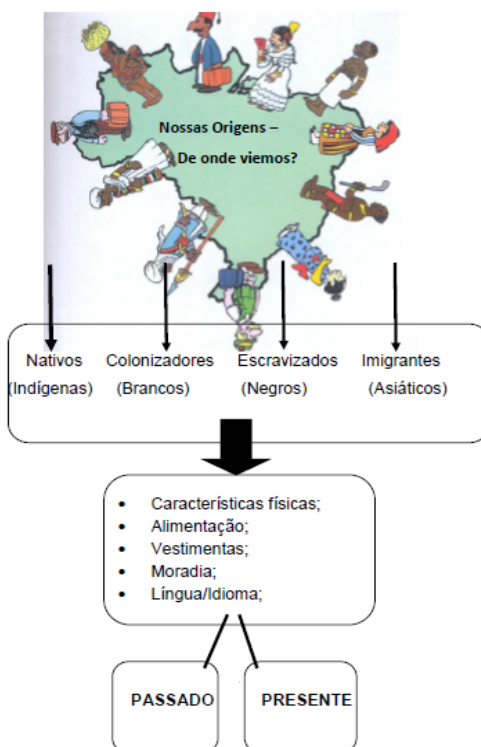 Nossas Origens –
De onde viemos?
Nativos Colonizadores Escravizados Imigrantes
(Indígenas) (Brancos) (Negros) (Asiáticos)
• Características físicas;
• Alimentação;
• Vestimentas;
• Moradia;
• Língua/Idioma;
PASSADO PRESENTE